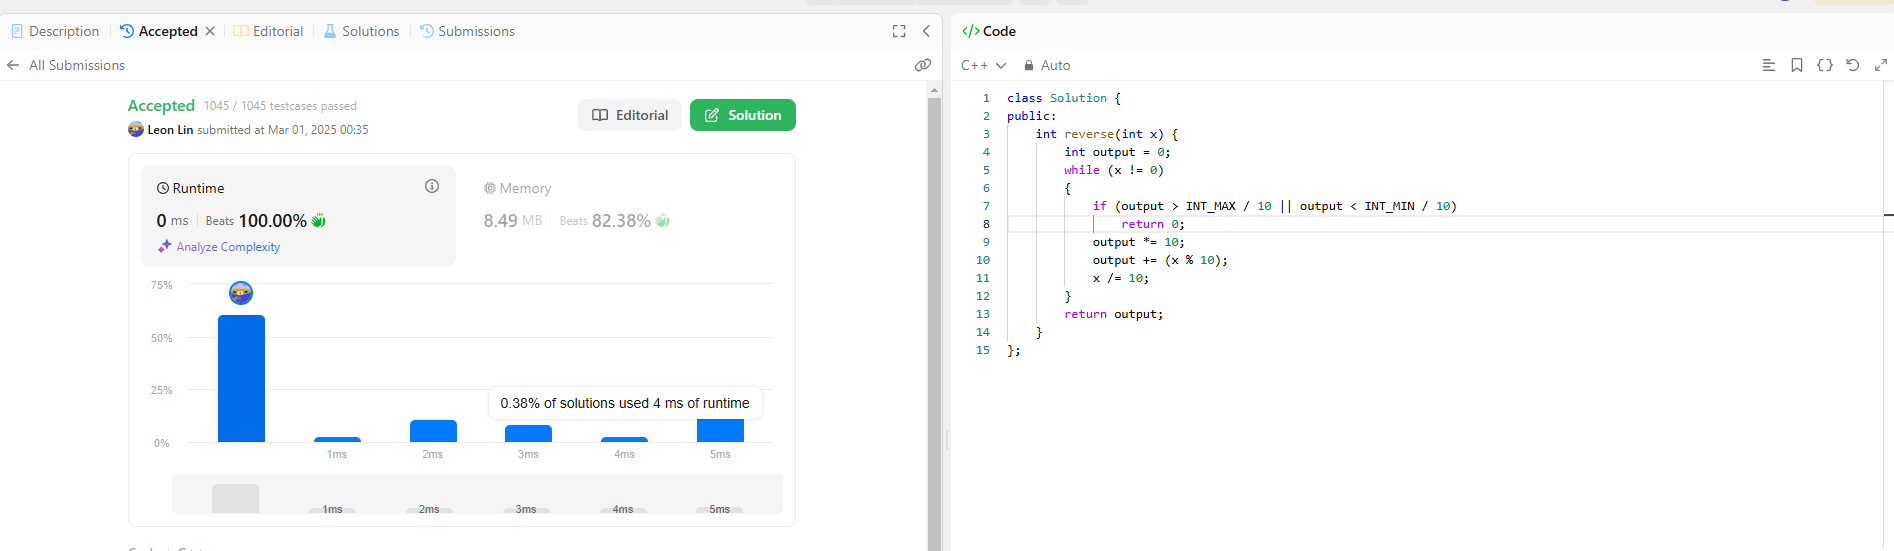 Description Accepted Editorial Solutions Submissions
All Submissions
Accepted 1045 / 1045 testcases passed
Leon Lin submitted at Mar 01, 2025 00:35
Editorial Solution
Runtime
0 ms Beats 100.00%
Analyze Complexity
Memory
8.49 MB Beats 82.38%
75%
50%
25%
0%
0.38% of solutions used 4 ms of runtime
1ms 2ms 3ms 4ms 5ms
1ms 2ms 3ms 4ms 5ms
</> Code
C++ Auto
1 class Solution {
2 public:
3 int reverse(int x) {
4 int output = 0;
5 while (x != 0)
6 {
7 if (output > INT_MAX / 10 || output < INT_MIN / 10)
8 return 0;
9 output *= 10;
10 output += (x % 10);
11 x /= 10;
12 }
13 return output;
14 }
15 };